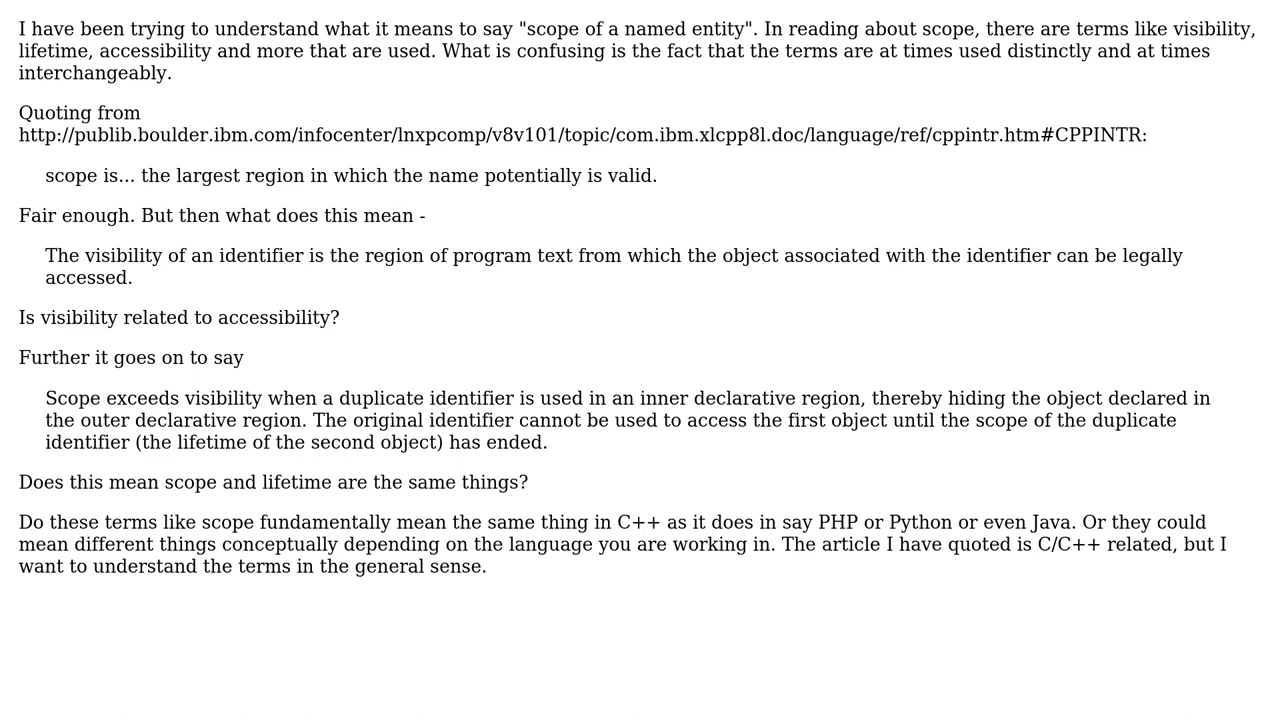 I have been trying to understand what it means to say "scope of a named entity". In reading about scope, there are terms like visibility,
lifetime, accessibility and more that are used. What is confusing is the fact that the terms are at times used distinctly and at times
interchangeably.
Quoting from
http://publib.boulder.ibm.com/infocenter/lnxpcomp/v8v101/topic/com.ibm.xlcpp8l.doc/language/ref/cppintr.htm#CPPINTR:
scope is... the largest region in which the name potentially is valid.
Fair enough. But then what does this mean -
The visibility of an identifier is the region of program text from which the object associated with the identifier can be legally
accessed.
Is visibility related to accessibility?
Further it goes on to say
Scope exceeds visibility when a duplicate identifier is used in an inner declarative region, thereby hiding the object declared in
the outer declarative region. The original identifier cannot be used to access the first object until the scope of the duplicate
identifier (the lifetime of the second object) has ended.
Does this mean scope and lifetime are the same things?
Do these terms like scope fundamentally mean the same thing in C++ as it does in say PHP or Python or even Java. Or they could
mean different things conceptually depending on the language you are working in. The article I have quoted is C/C++ related, but I
want to understand the terms in the general sense.